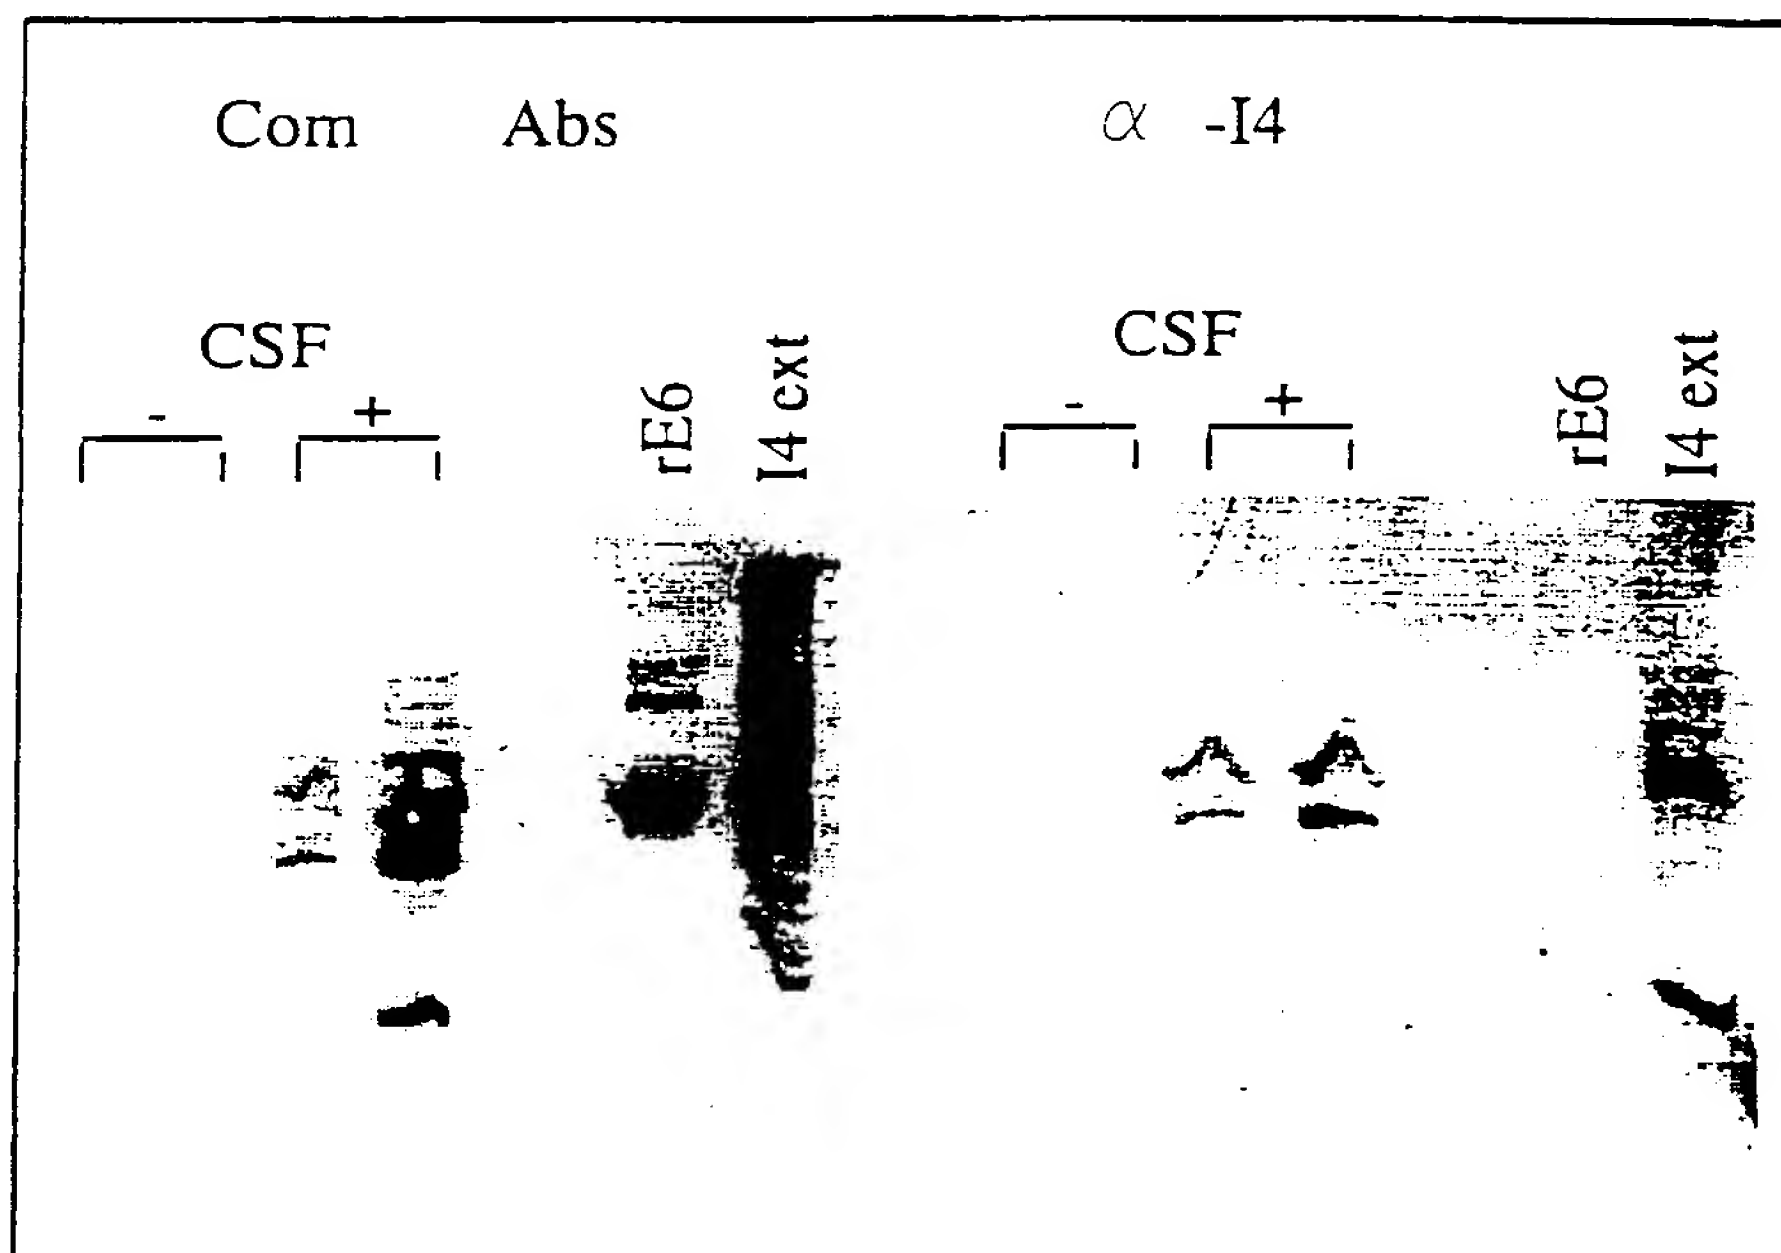 Com Abs α -I4
CSF rE6 I4 ext CSF rE6 I4 ext
- + - +